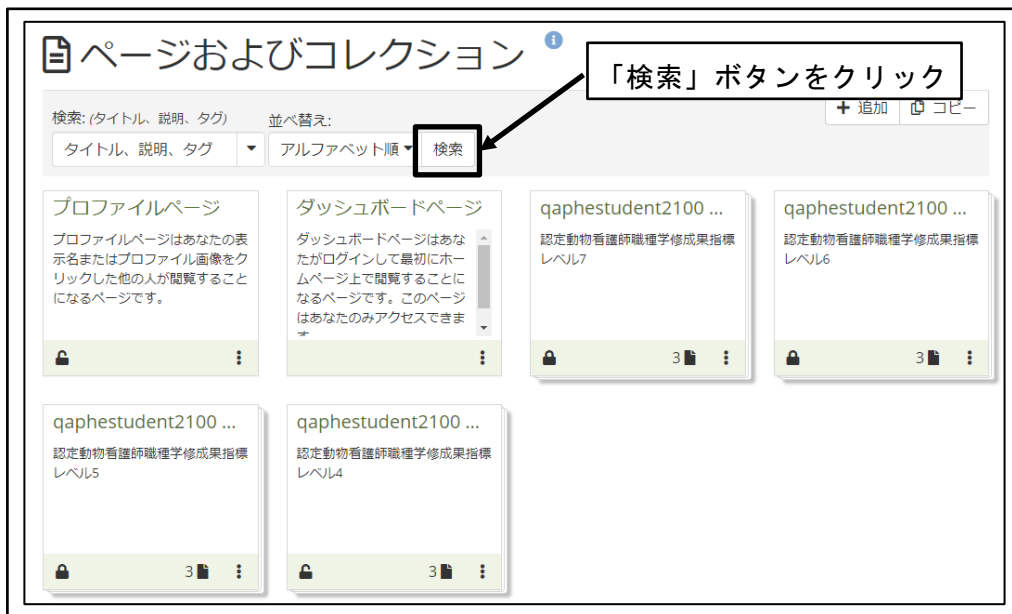 ページおよびコレクション
「検索」ボタンをクリック
追加 コピー
検索: (タイトル、説明、タグ) 並べ替え:
タイトル、説明、タグ アルファベット順 検索
プロファイルページ
プロファイルページはあなたの表
示名またはプロファイル画像をク
リックした他の人が閲覧すること
になるページです。
ダッシュボードページ
ダッシュボードページはあな
たがログインして最初にホー
ムページ上で閲覧することに
なるページです。このページ
はあなたのみアクセスできま
す
qaphestudent2100 ...
認定動物看護師職種学修成果指標
レベル7
3
qaphestudent2100 ...
認定動物看護師職種学修成果指標
レベル6
3
qaphestudent2100 ...
認定動物看護師職種学修成果指標
レベル5
3
qaphestudent2100 ...
認定動物看護師職種学修成果指標
レベル4
3